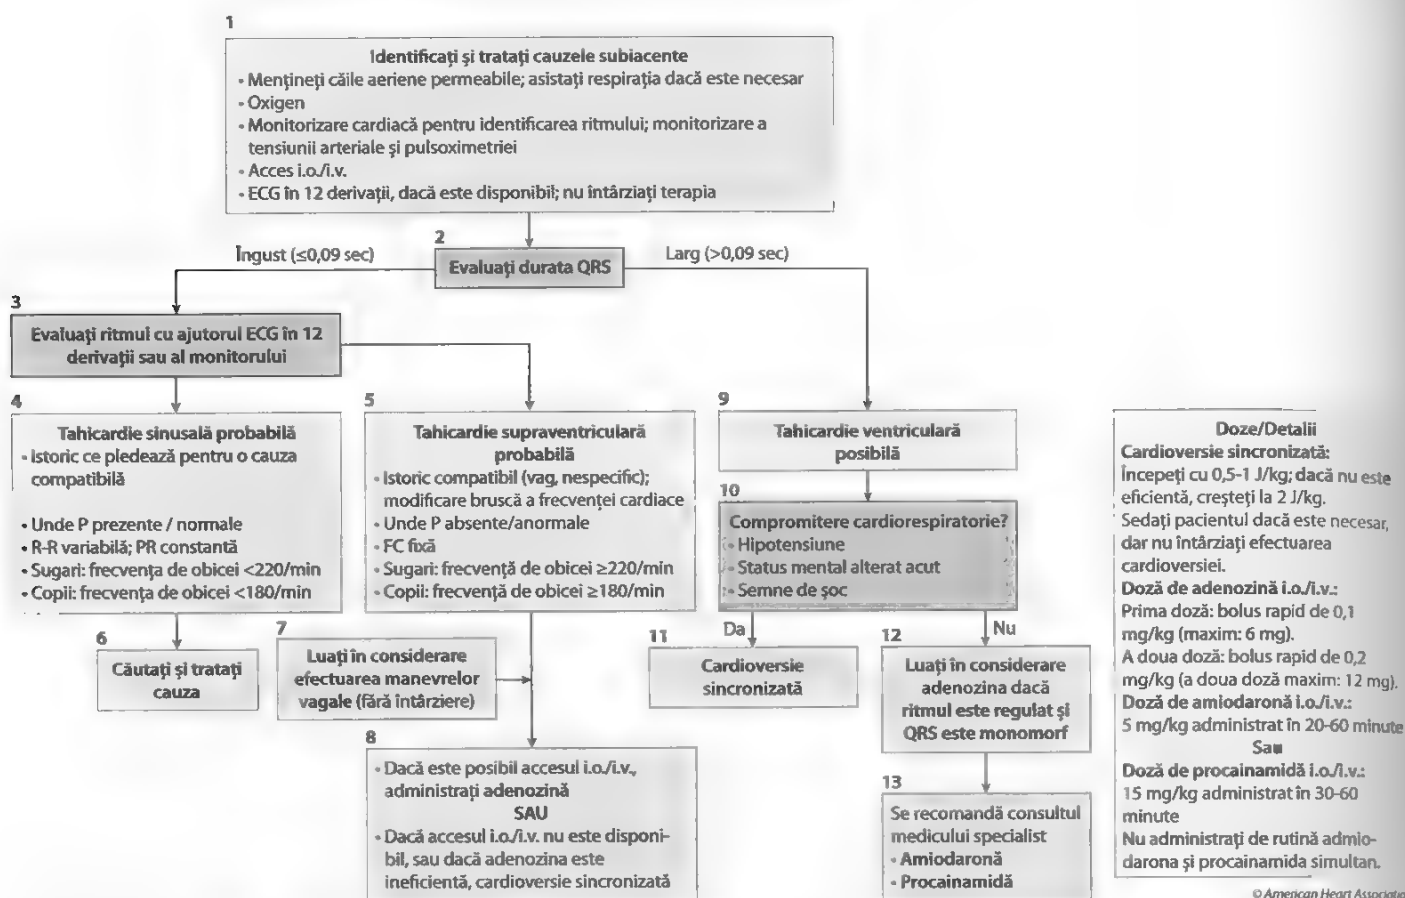 1
Identificați și tratați cauzele subiacente
• Mențineți căile aeriene permeabile; asistați respirația dacă este necesar
• Oxigen
• Monitorizare cardiacă pentru identificarea ritmului; monitorizare a
tensiunii arteriale și pulsoximetriei
• Acces i.o./i.v.
• ECG în 12 derivații, dacă este disponibil; nu întârziați terapia
Îngust (≤0,09 sec)
2
Evaluați durata QRS
Larg (>0,09 sec)
3
Evaluați ritmul cu ajutorul ECG în 12
derivații sau al monitorului
4
Tahicardie sinusală probabilă
• Istoric ce pledează pentru o cauza
compatibilă
• Unde P prezente / normale
• R-R variabilă; PR constantă
• Sugari: frecvența de obicei <220/min
• Copii: frecvența de obicei <180/min
5
Tahicardie supraventriculară
probabilă
• Istoric compatibil (vag, nespecific);
modificare bruscă a frecvenței cardiace
• Unde P absente/anormale
• FC fixă
• Sugari: frecvență de obicei ≥220/min
• Copii: frecvență de obicei ≥180/min
9
Tahicardie ventriculară
posibilă
10
Compromitere cardiorespiratorie?
• Hipotensiune
• Status mental alterat acut
• Semne de șoc
6
Căutați și tratați
cauza
7
Luați în considerare
efectuarea manevrelor
vagale (fără întârziere)
8
• Dacă este posibil accesul i.o./i.v.,
administrați adenozină
SAU
• Dacă accesul i.o./i.v. nu este disponi-
bil, sau dacă adenozina este
ineficientă, cardioversie sincronizată
Da
11
Cardioversie
sincronizată
Nu
12
Luați în considerare
adenozina dacă
ritmul este regulat și
QRS este monomorf
13
Se recomandă consultul
medicului specialist
• Amiodaronă
• Procainamidă
Doze/Detalii
Cardioversie sincronizată:
Începeți cu 0,5-1 J/kg; dacă nu este
eficientă, creșteți la 2 J/kg.
Sedați pacientul dacă este necesar,
dar nu întârziați efectuarea
cardioversiei.
Doză de adenozină i.o./i.v.:
Prima doză: bolus rapid de 0,1
mg/kg (maxim: 6 mg).
A doua doză: bolus rapid de 0,2
mg/kg (a doua doză maxim: 12 mg).
Doză de amiodaronă i.o./i.v.:
5 mg/kg administrat în 20-60 minute
Sau
Doză de procainamidă i.o./i.v.:
15 mg/kg administrat în 30-60
minute
Nu administrați de rutină admio-
darona și procainamida simultan.
© American Heart Associatio